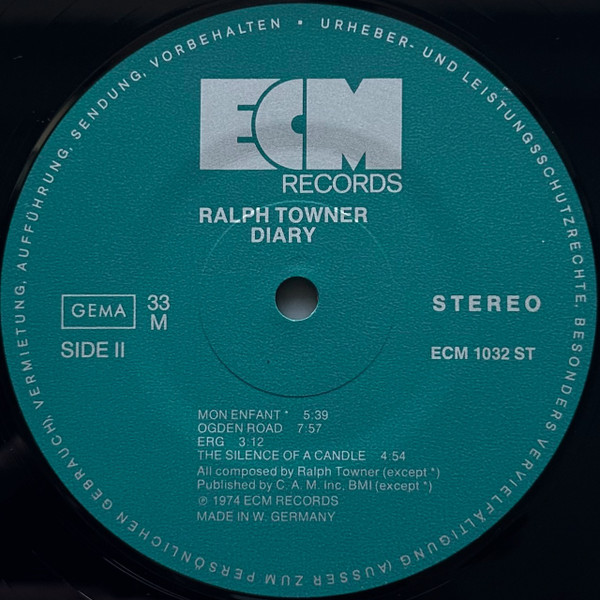 URHEBER- UND LEISTUNGSSCHUTZRECHTE, BESONDERS VERVIELFÄLTIGUNG (AUSSER ZUM PERSÖNLICHEN GEBRAUCH), VERMIETUNG, AUFFÜHRUNG, SENDUNG, VORBEHALTEN •
ECM
RECORDS
RALPH TOWNER
DIARY
GEMA 33 STEREO
M
SIDE II ECM 1032 ST
MON ENFANT * 5:39
OGDEN ROAD 7:57
ERG 3:12
THE SILENCE OF A CANDLE 4:54
All composed by Ralph Towner (except *)
Published by C. A. M. Inc, BMI (except *)
℗ 1974 ECM RECORDS
MADE IN W. GERMANY